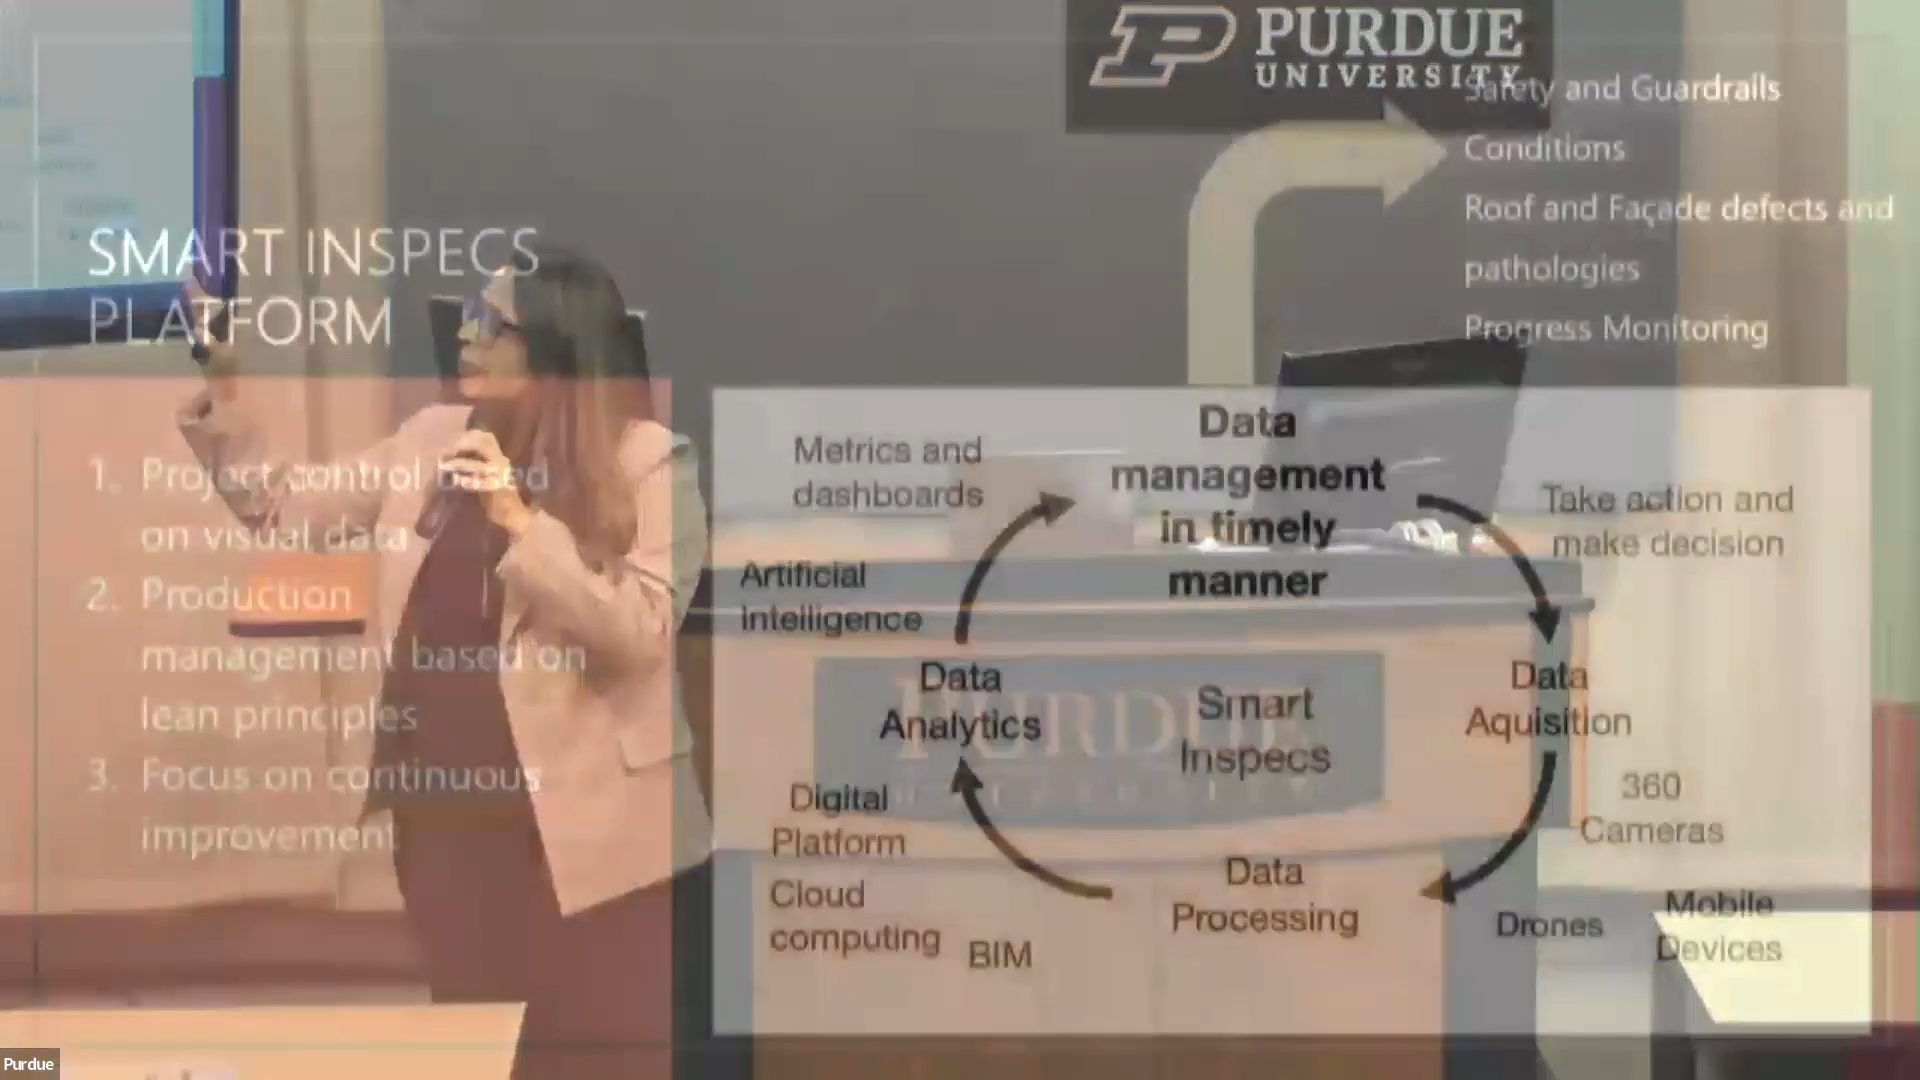 PURDUE
UNIVERSITY
Safety and Guardrails
Conditions
Roof and Façade defects and
pathologies
Progress Monitoring
SMART INSPECS
PLATFORM
1. Project control based
on visual data
2. Production
management based on
lean principles
3. Focus on continuous
improvement
Metrics and
dashboards
Data
management
in timely
manner
Take action and
make decision
Artificial
Intelligence
Data
Analytics
Smart
Inspecs
Data
Aquisition
PURDUE
UNIVERSITY
Digital
Platform
360
Cameras
Cloud
computing
BIM
Data
Processing
Drones
Mobile
Devices
Purdue